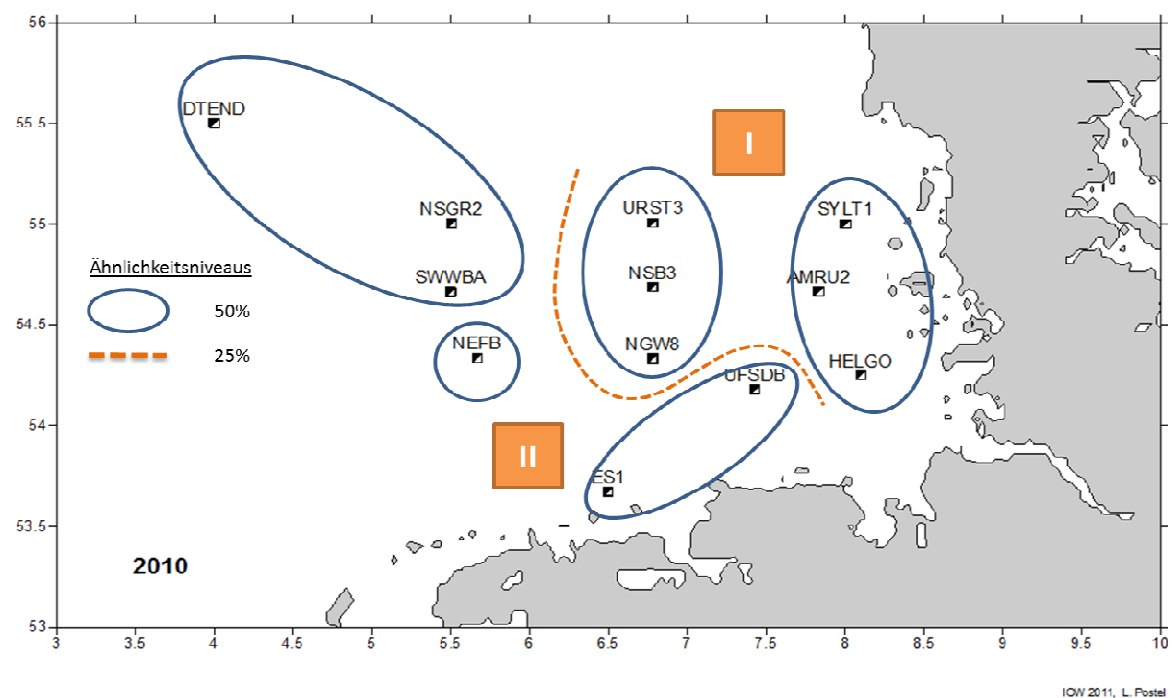 56
55.5
55
54.5
54
53.5
53
3
3.5
4
4.5
5
5.5
6
6.5
7
7.5
8
8.5
9
9.5
10
DTEND
I
NSGR2
URST3
SYLT1
Ähnlichkeitsniveaus
SWWBA
NSB3
AMRU2
50%
NEFB
NGW8
25%
UFSDB
HELGO
II
ES1
2010
IOW 2011, L. Postel